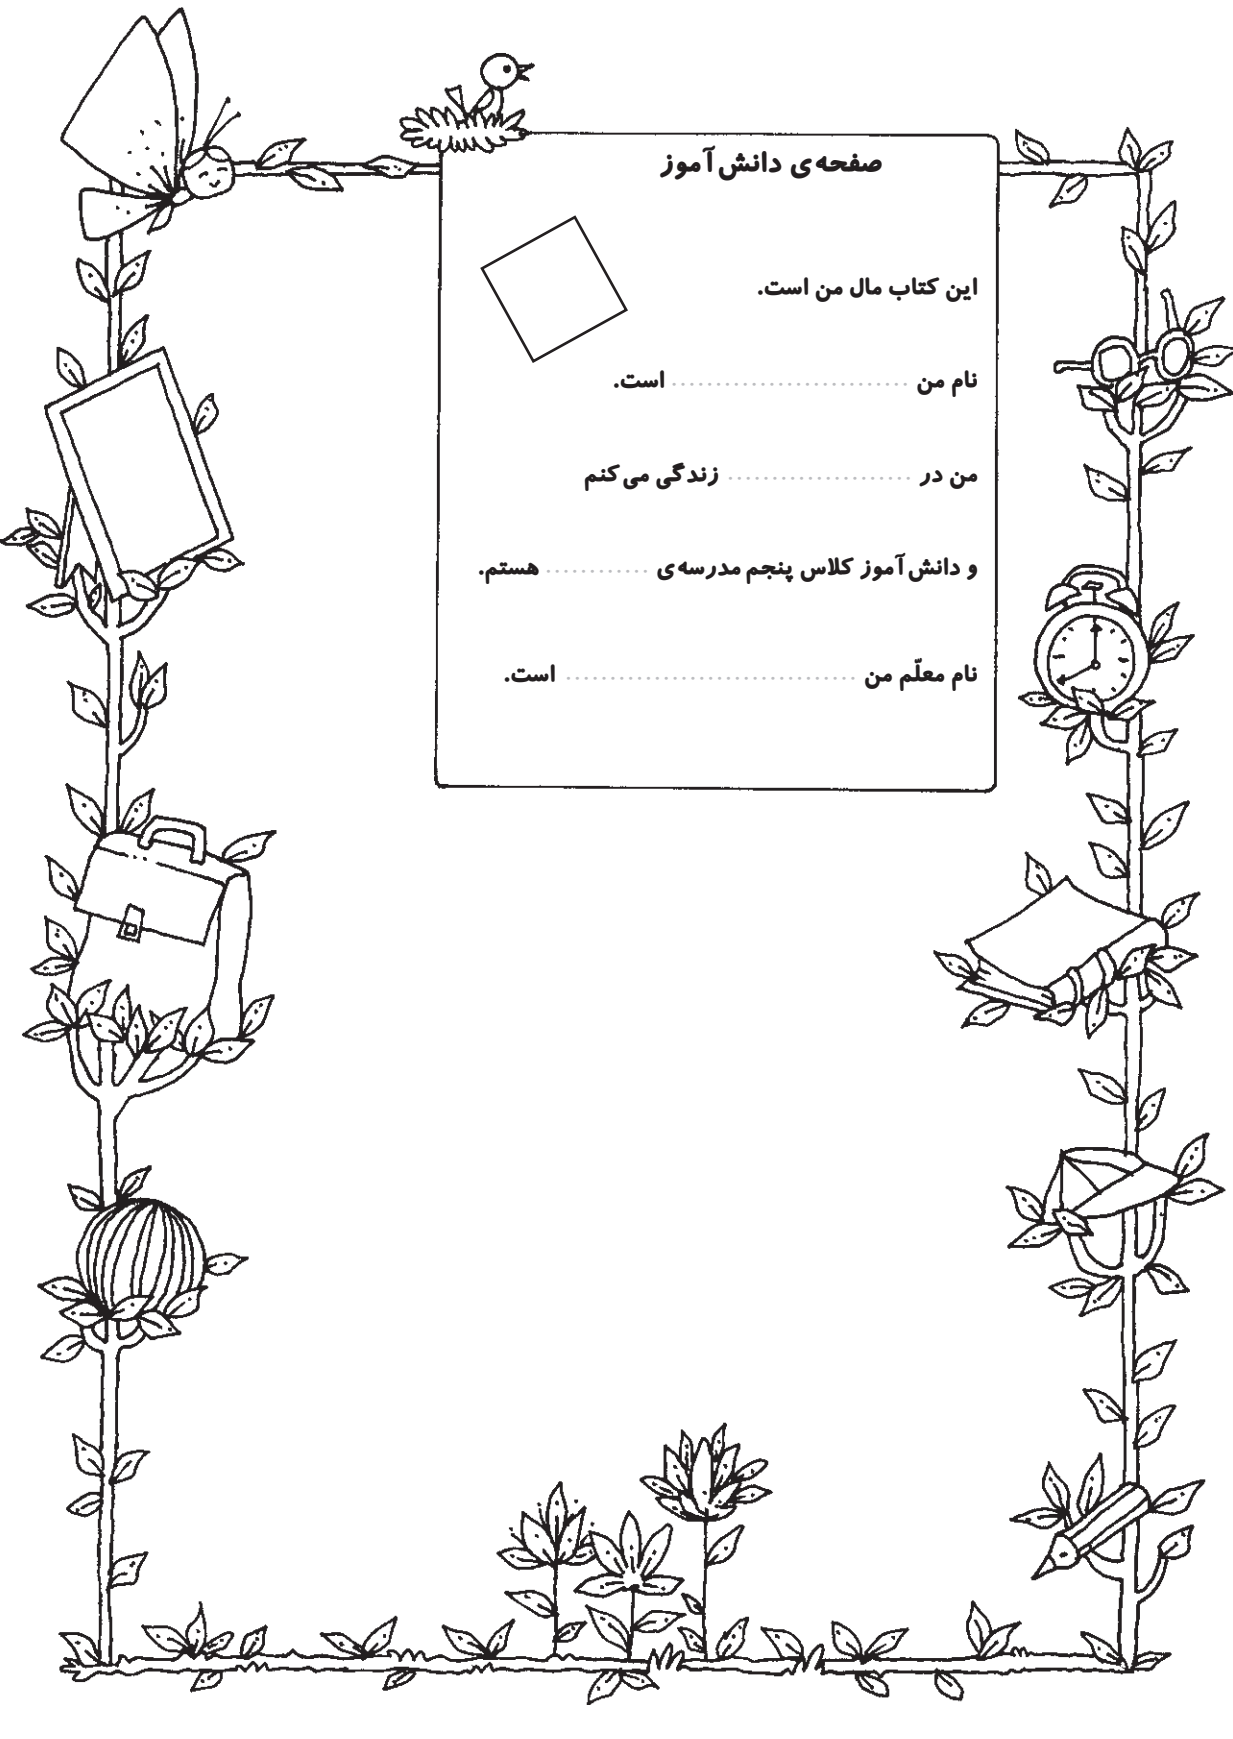 صفحه‌ی دانش‌آموز
این کتاب مال من است.
نام من .............................. است.
من در ........................ زندگی می‌کنم
و دانش‌آموز کلاس پنجم مدرسه‌ی ............. هستم.
نام معلّم من .................................... است.